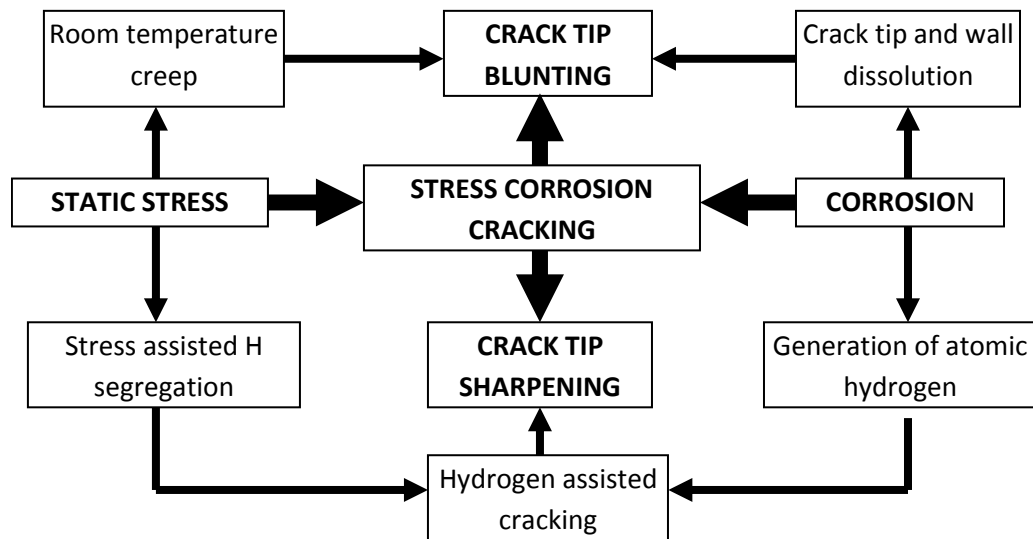 Room temperature
creep
CRACK TIP
BLUNTING
Crack tip and wall
dissolution
STATIC STRESS
STRESS CORROSION
CRACKING
CORROSION
Stress assisted H
segregation
CRACK TIP
SHARPENING
Generation of atomic
hydrogen
Hydrogen assisted
cracking